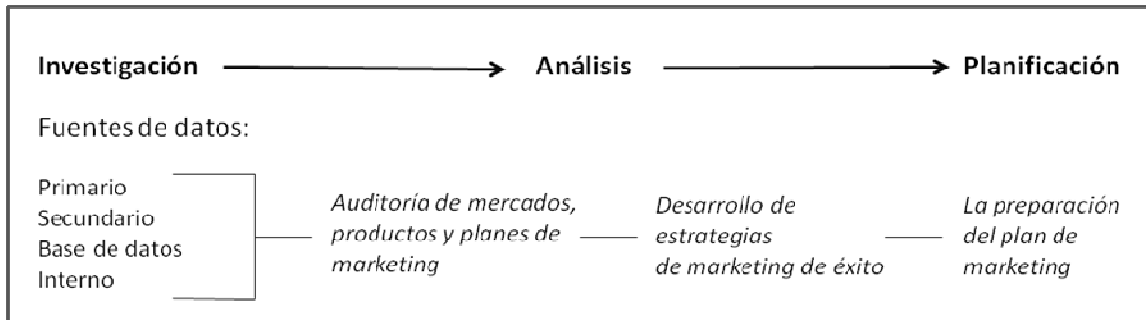 Investigación
Análisis
Planificación
Fuentes de datos:
Primario
Secundario
Base de datos
Interno
Auditoría de mercados,
productos y planes de
marketing
Desarrollo de
estrategias
de marketing de éxito
La preparación
del plan de
marketing